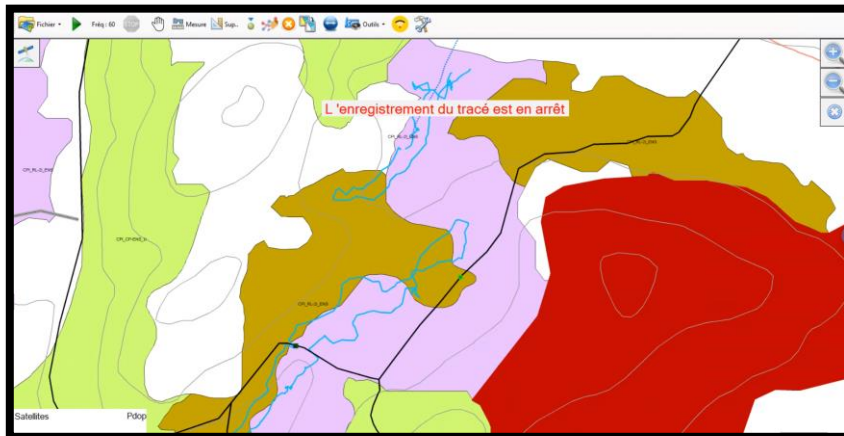 Fichier
Fréq : 60
Mesure
Sup..
Outils
L 'enregistrement du tracé est en arrêt
Satellites
Pdop